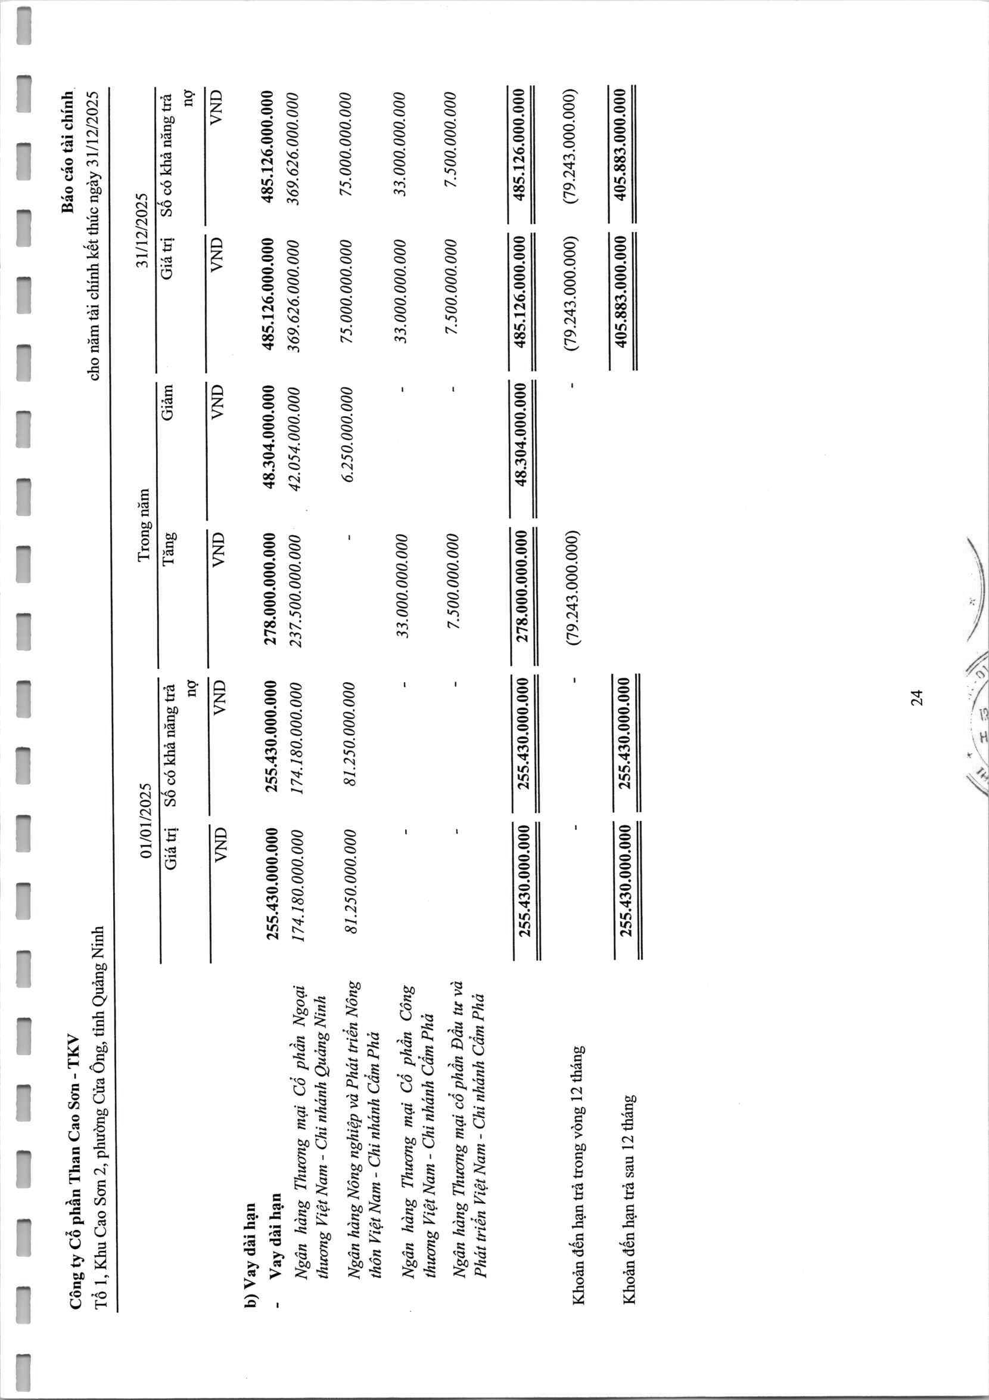 Công ty Cổ phần Than Cao Sơn - TKV
Báo cáo tài chính
Tổ 1, Khu Cao Sơn 2, phường Cửa Ông, tỉnh Quảng Ninh
cho năm tài chính kết thúc ngày 31/12/2025
01/01/2025 Trong năm 31/12/2025
Giá trị Số có khả năng trả nợ Tăng Giảm Giá trị Số có khả năng trả nợ
VND VND VND VND VND VND
b) Vay dài hạn
- Vay dài hạn 255.430.000.000 255.430.000.000 278.000.000.000 48.304.000.000 485.126.000.000 485.126.000.000
Ngân hàng Thương mại Cổ phần Ngoại 174.180.000.000 174.180.000.000 237.500.000.000 42.054.000.000 369.626.000.000 369.626.000.000
thương Việt Nam - Chi nhánh Quảng Ninh
Ngân hàng Nông nghiệp và Phát triển Nông 81.250.000.000 81.250.000.000 - 6.250.000.000 75.000.000.000 75.000.000.000
thôn Việt Nam - Chi nhánh Cẩm Phả
Ngân hàng Thương mại Cổ phần Công - - 33.000.000.000 - 33.000.000.000 33.000.000.000
thương Việt Nam - Chi nhánh Cẩm Phả
Ngân hàng Thương mại cổ phần Đầu tư và - - 7.500.000.000 - 7.500.000.000 7.500.000.000
Phát triển Việt Nam - Chi nhánh Cẩm Phả
255.430.000.000 255.430.000.000 278.000.000.000 48.304.000.000 485.126.000.000 485.126.000.000
Khoản đến hạn trả trong vòng 12 tháng - - (79.243.000.000) - (79.243.000.000) (79.243.000.000)
Khoản đến hạn trả sau 12 tháng 255.430.000.000 255.430.000.000 405.883.000.000 405.883.000.000
24